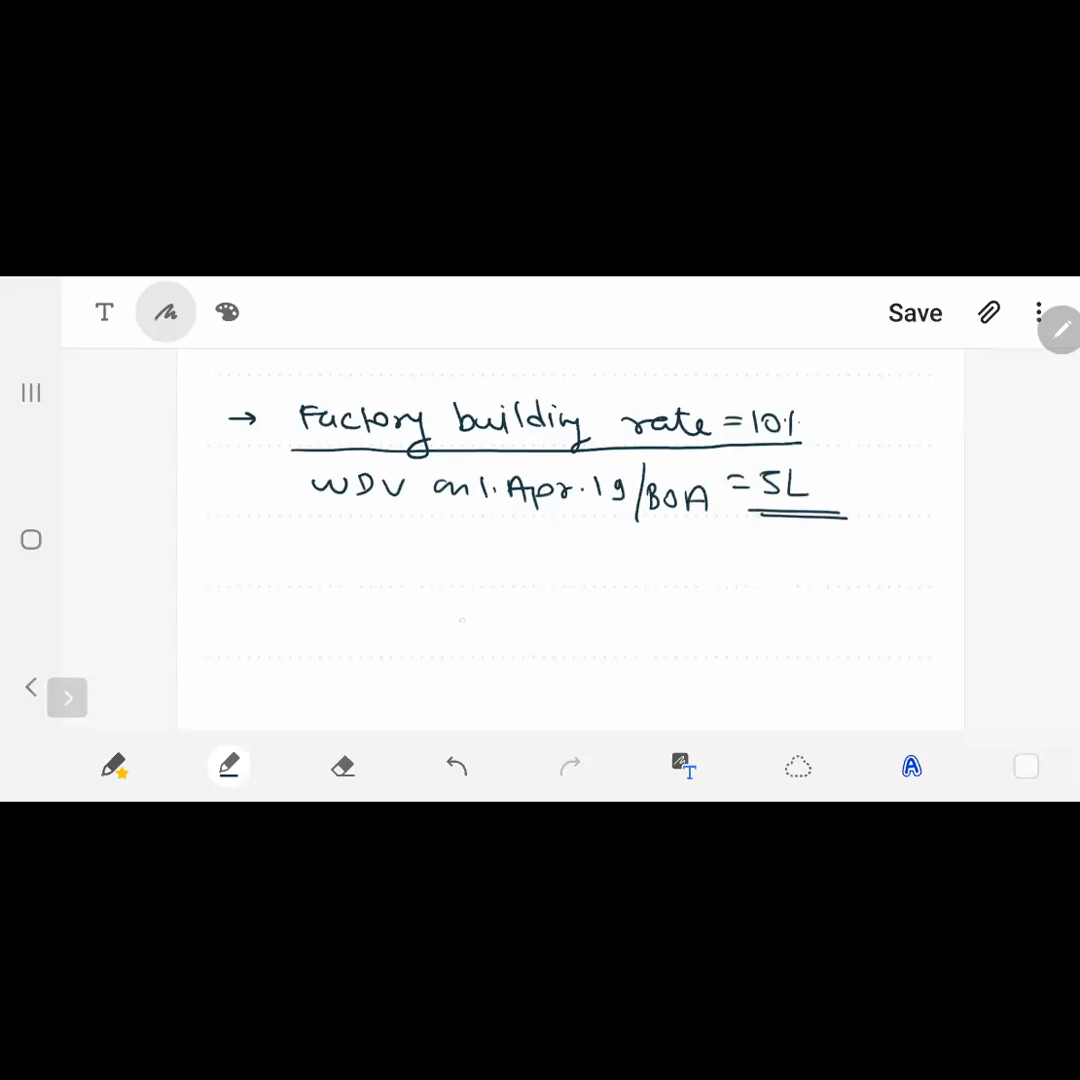 T Save
→ Factory building rate = 10%
WDV on 1. Apr. 19/BOA = 5L
T
A